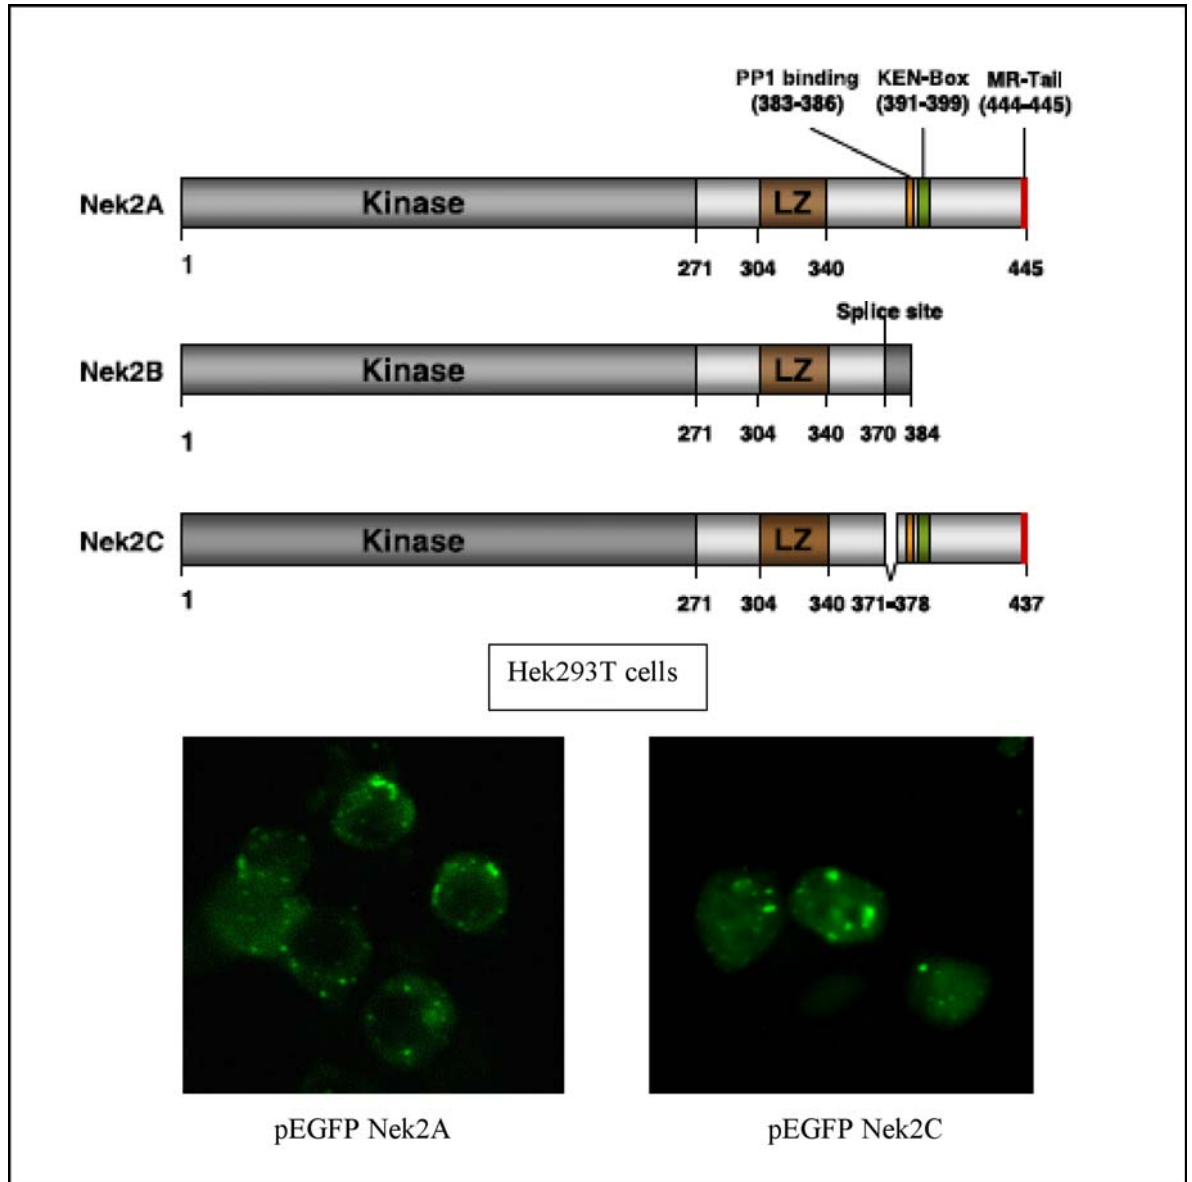 PP1 binding KEN-Box MR-Tail
(383-386) (391-399) (444-445)
Nek2A Kinase LZ
1 271 304 340 445
Splice site
Nek2B Kinase LZ
1 271 304 340 370 384
Nek2C Kinase LZ
1 271 304 340 371-378 437
Hek293T cells
pEGFP Nek2A pEGFP Nek2C